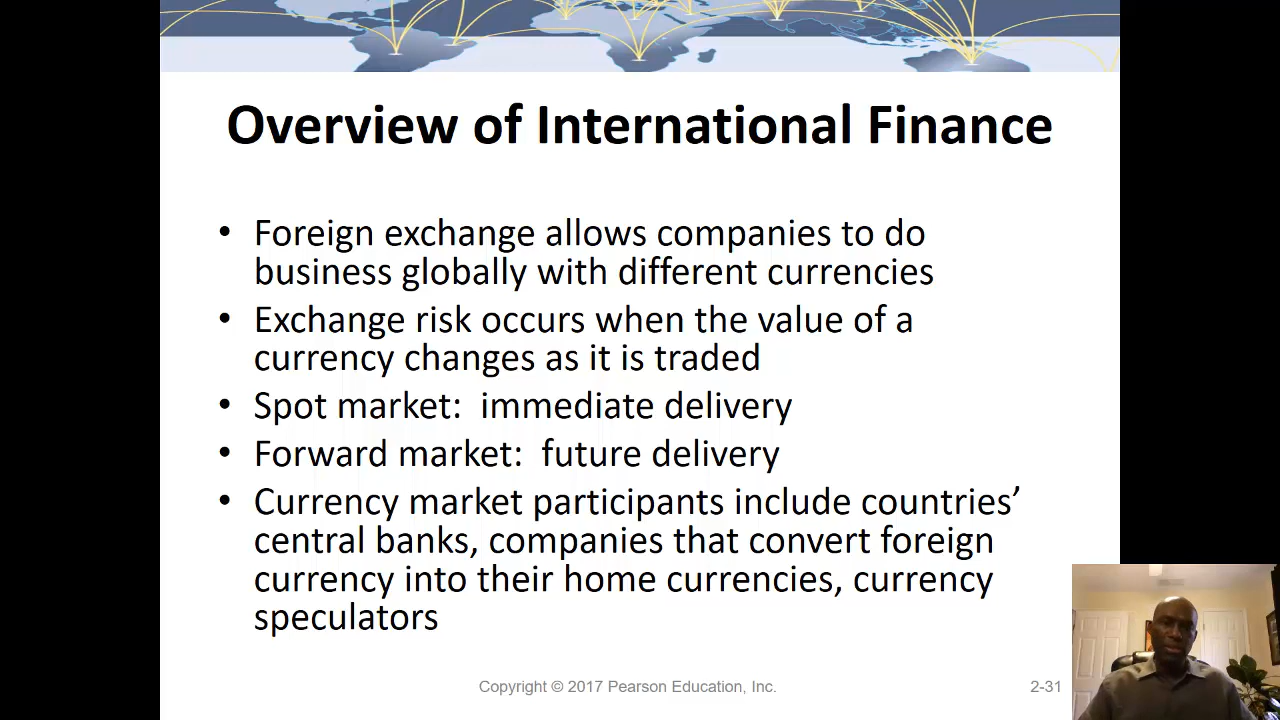 Overview of International Finance
• Foreign exchange allows companies to do
business globally with different currencies
• Exchange risk occurs when the value of a
currency changes as it is traded
• Spot market:  immediate delivery
• Forward market:  future delivery
• Currency market participants include countries’
central banks, companies that convert foreign
currency into their home currencies, currency
speculators
Copyright © 2017 Pearson Education, Inc.
2-31